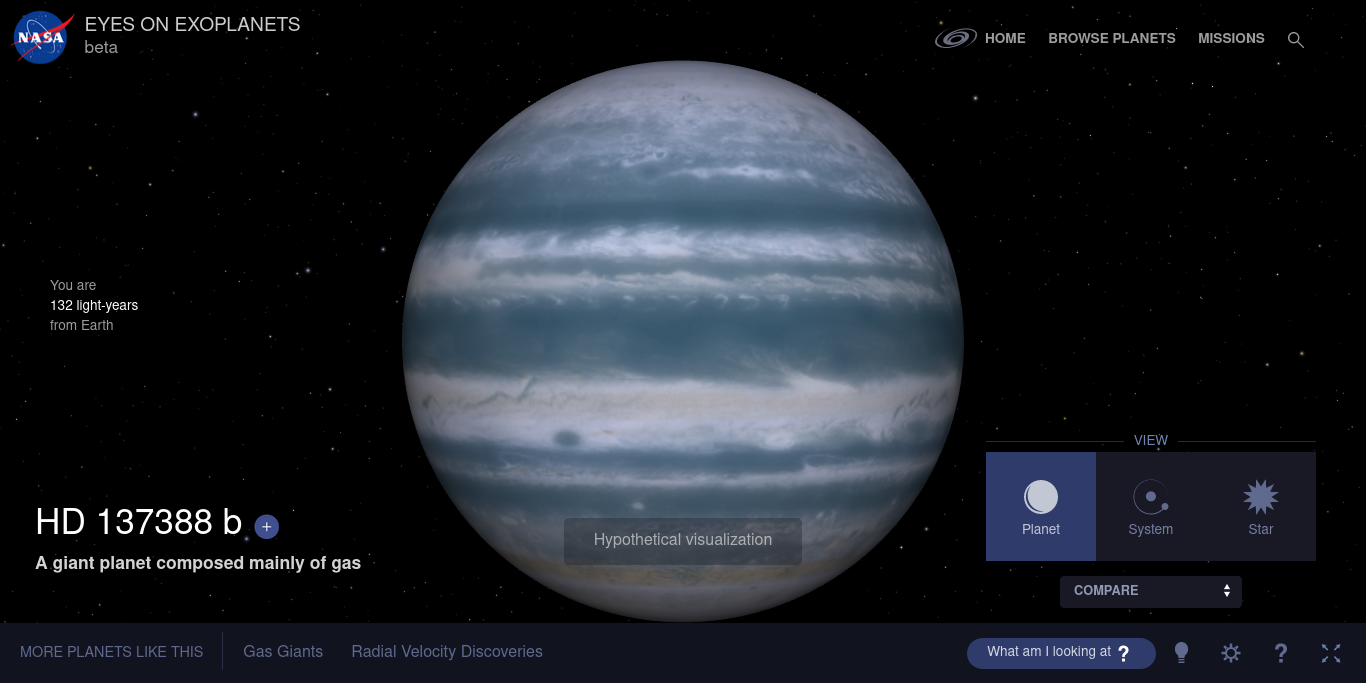 NASA
EYES ON EXOPLANETS
beta
HOME
BROWSE PLANETS
MISSIONS
You are
132 light-years
from Earth
VIEW
Planet
System
Star
HD 137388 b +
A giant planet composed mainly of gas
Hypothetical visualization
COMPARE
MORE PLANETS LIKE THIS
Gas Giants
Radial Velocity Discoveries
What am I looking at ?
?